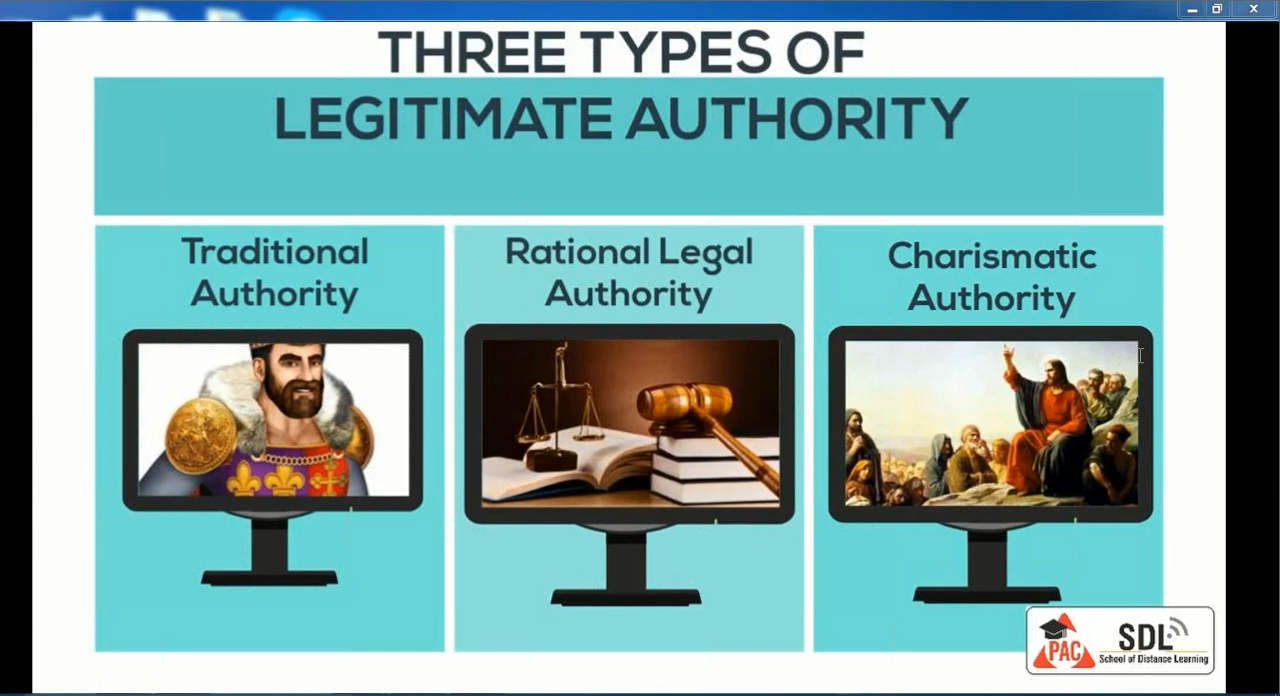 THREE TYPES OF
LEGITIMATE AUTHORITY
Traditional
Authority
Rational Legal
Authority
Charismatic
Authority
PAC
SDL
School of Distance Learning